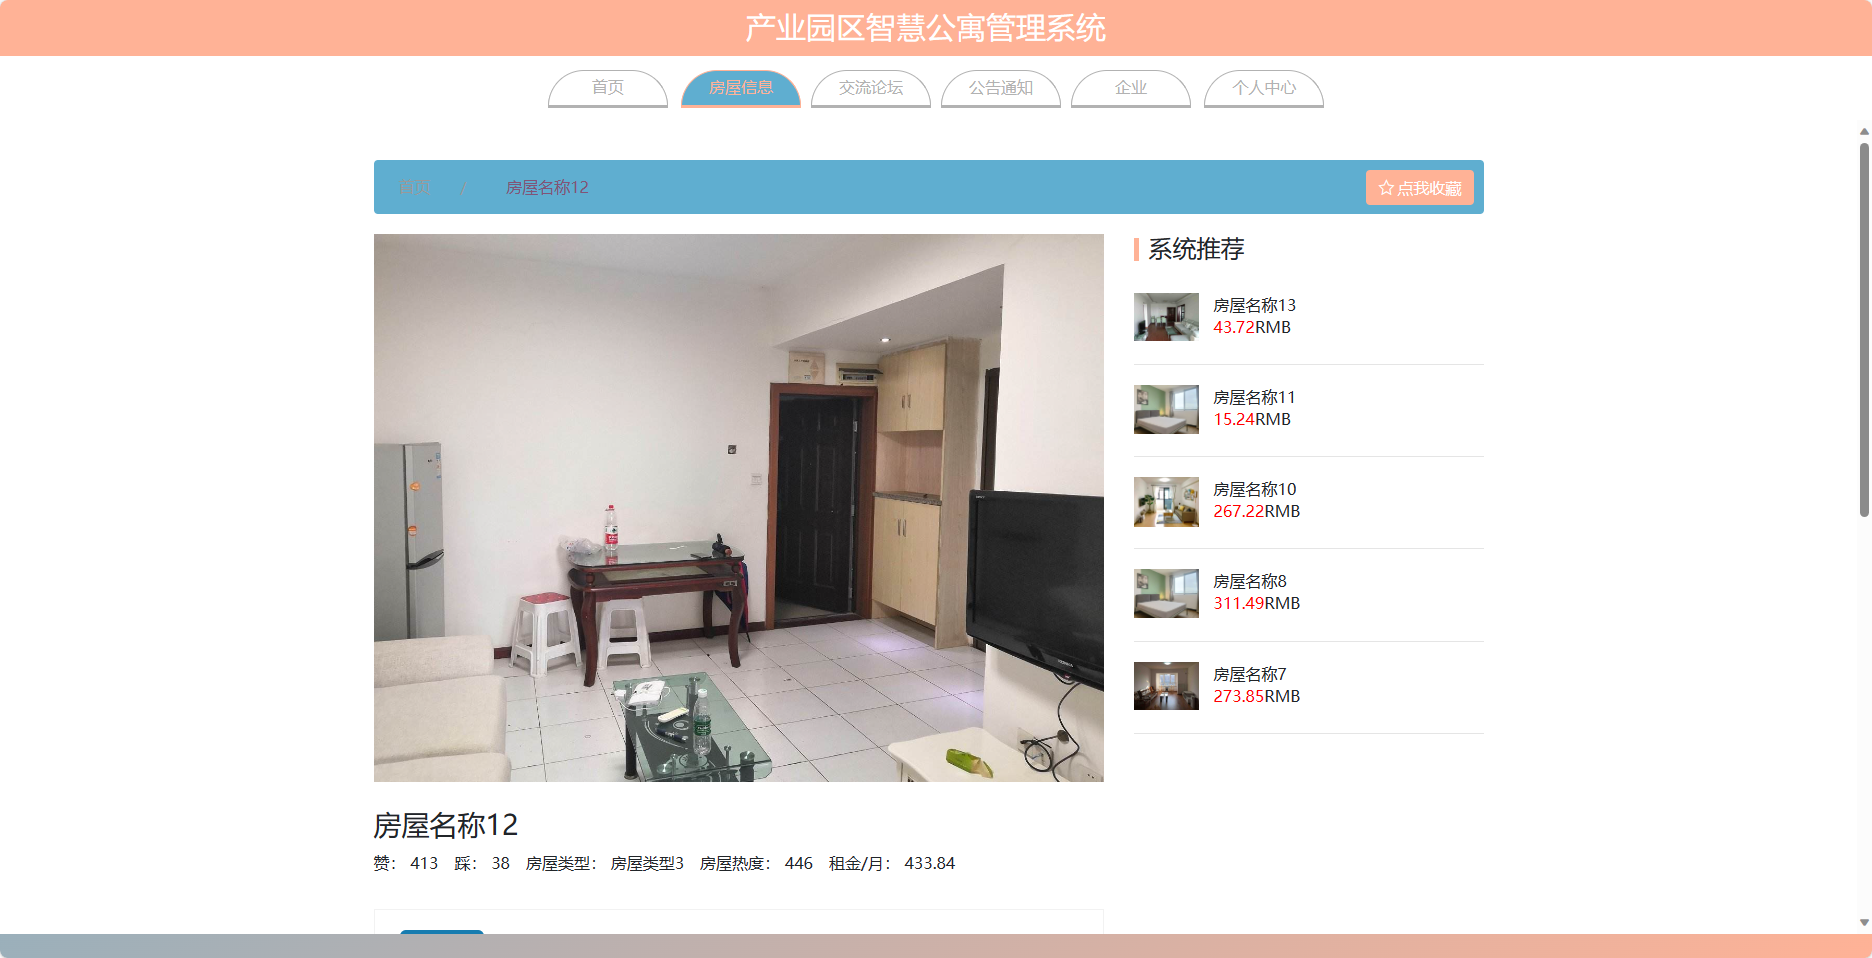 产业园区智慧公寓管理系统
首页
房屋信息
交流论坛
公告通知
企业
个人中心
首页 / 房屋名称12
点我收藏
系统推荐
房屋名称13
43.72RMB
房屋名称11
15.24RMB
房屋名称10
267.22RMB
房屋名称8
311.49RMB
房屋名称7
273.85RMB
房屋名称12
赞： 413 踩： 38 房屋类型： 房屋类型3 房屋热度： 446 租金/月： 433.84